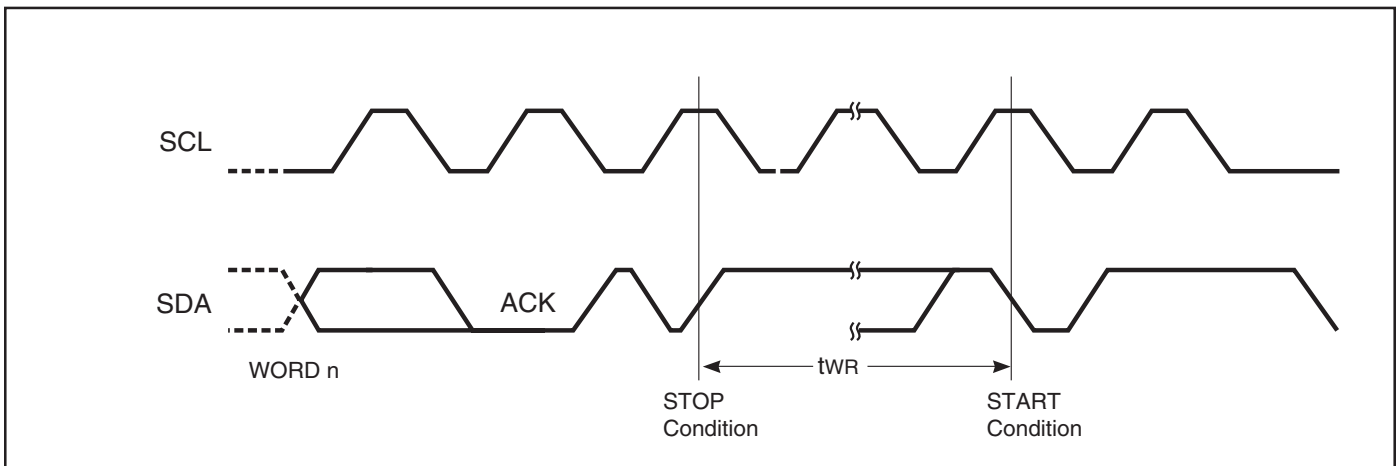 SCL
SDA
ACK
WORD n
tWR
STOP
Condition
START
Condition